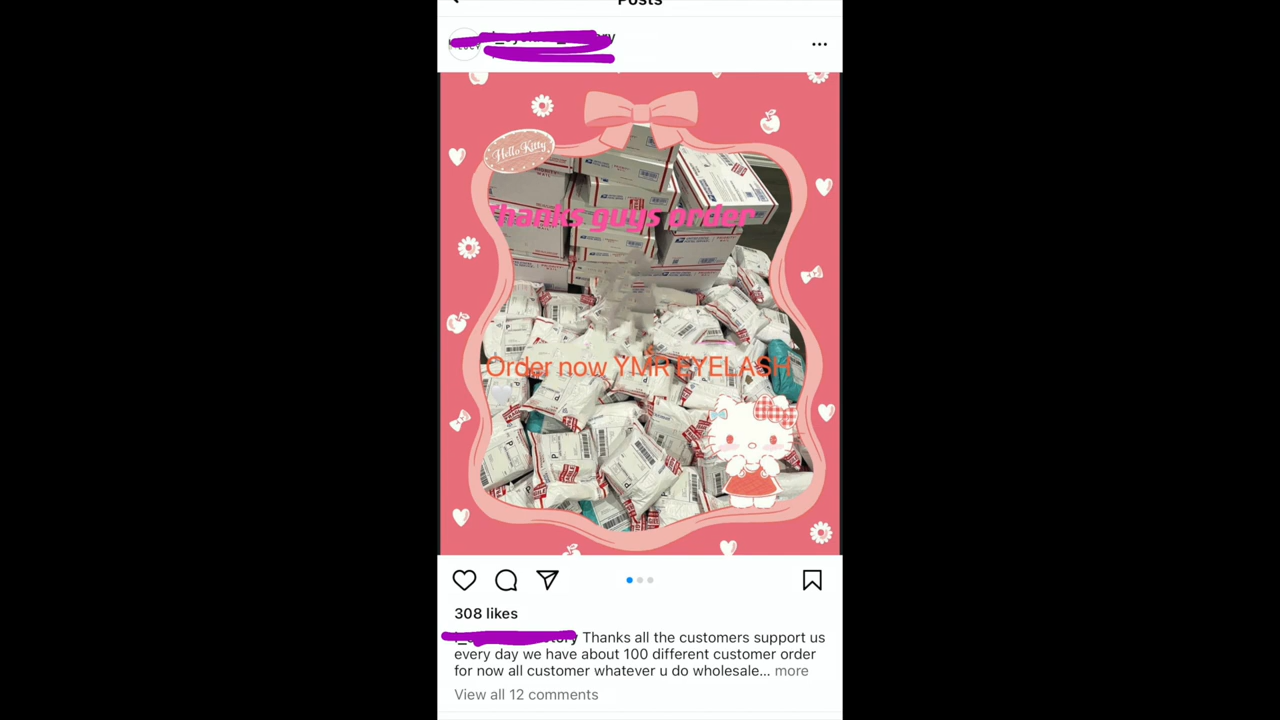 Posts
Hello Kitty
Thanks guys order
Order now YMR EYELASH
308 likes
Thanks all the customers support us
every day we have about 100 different customer order
for now all customer whatever u do wholesale... more
View all 12 comments